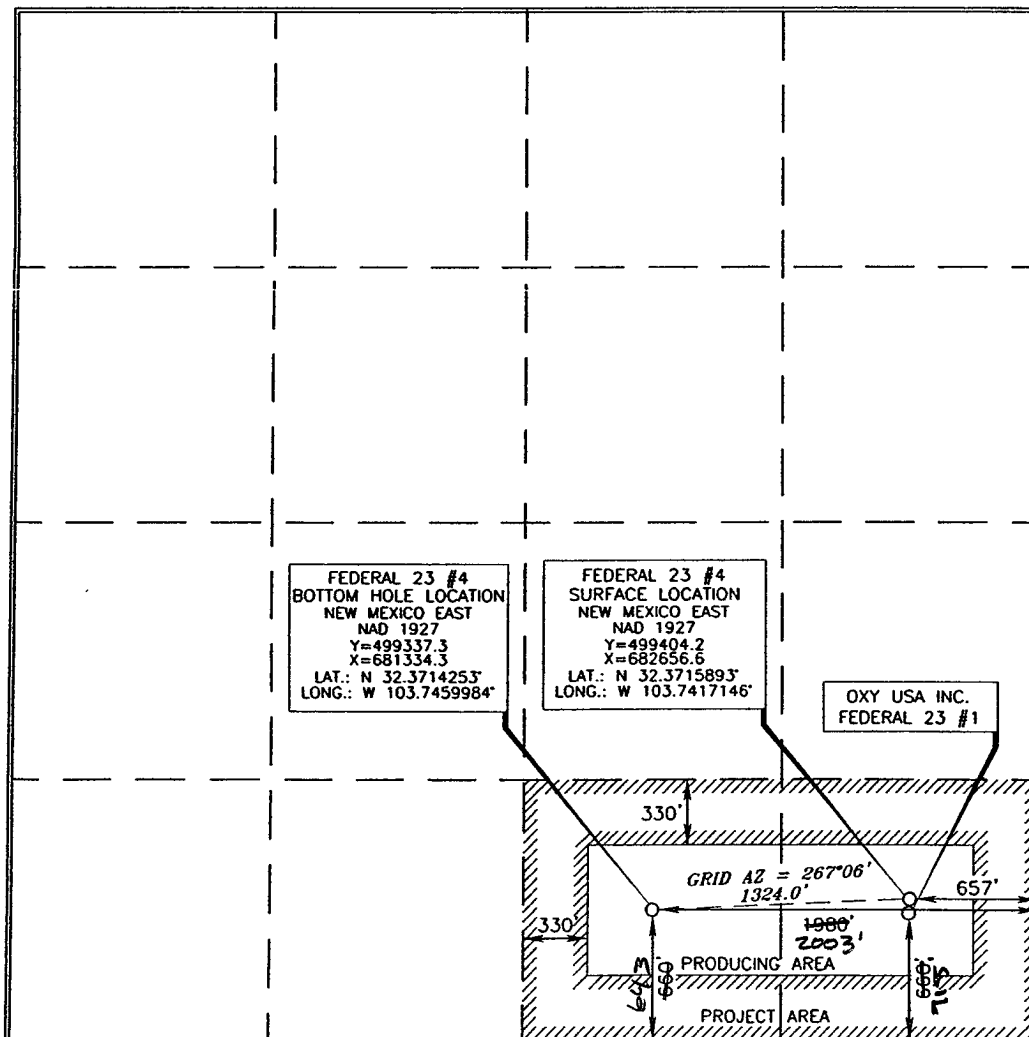 FEDERAL 23 #4
BOTTOM HOLE LOCATION
NEW MEXICO EAST
NAD 1927
Y=499337.3
X=681334.3
LAT.: N 32.3714253°
LONG.: W 103.7459984°
FEDERAL 23 #4
SURFACE LOCATION
NEW MEXICO EAST
NAD 1927
Y=499404.2
X=682656.6
LAT.: N 32.3715893°
LONG.: W 103.7417146°
OXY USA INC.
FEDERAL 23 #1
330'
GRID AZ = 267°06'
1324.0'
657'
330'
1980'
2003'
643
660'
PRODUCING AREA
660'
715
PROJECT AREA